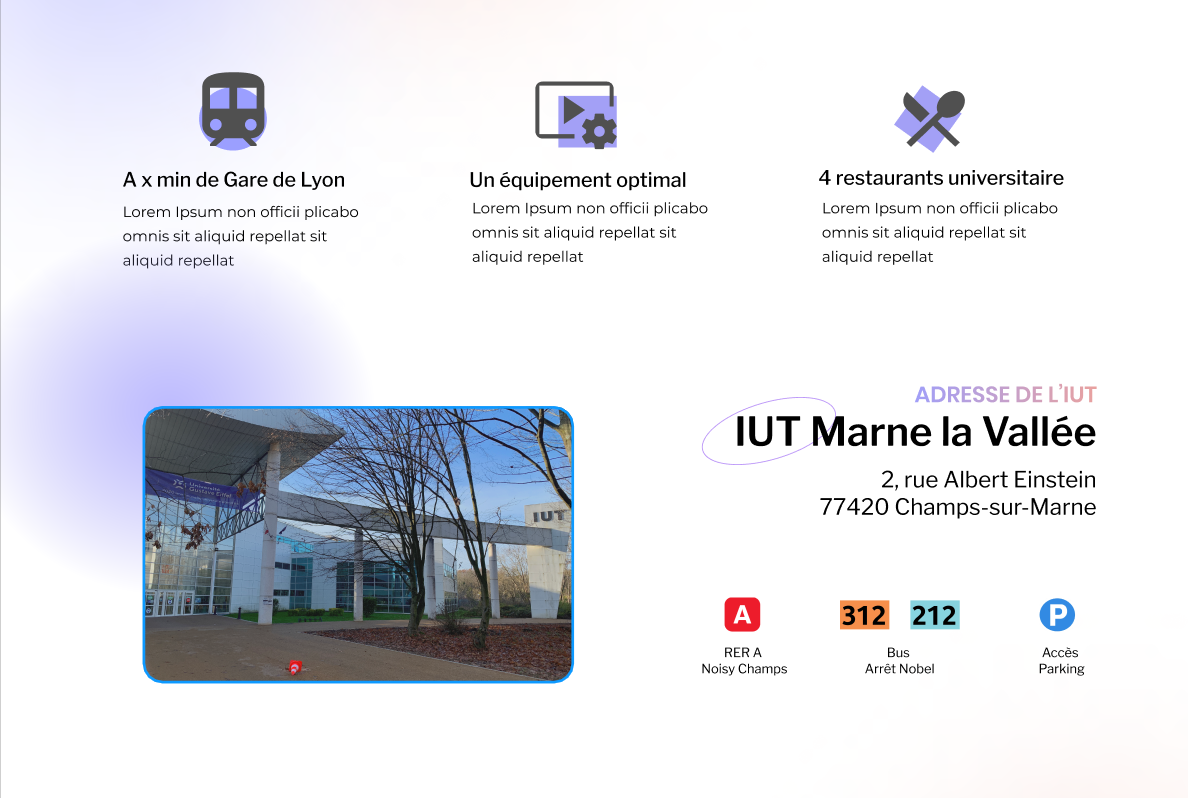 A x min de Gare de Lyon
Lorem Ipsum non officii plicabo
omnis sit aliquid repellat sit
aliquid repellat
Un équipement optimal
Lorem Ipsum non officii plicabo
omnis sit aliquid repellat sit
aliquid repellat
4 restaurants universitaire
Lorem Ipsum non officii plicabo
omnis sit aliquid repellat sit
aliquid repellat
Université
Gustave Eiffel
IUT
ADRESSE DE L'IUT
IUT Marne la Vallée
2, rue Albert Einstein
77420 Champs-sur-Marne
A
RER A
Noisy Champs
312 212
Bus
Arrêt Nobel
P
Accès
Parking